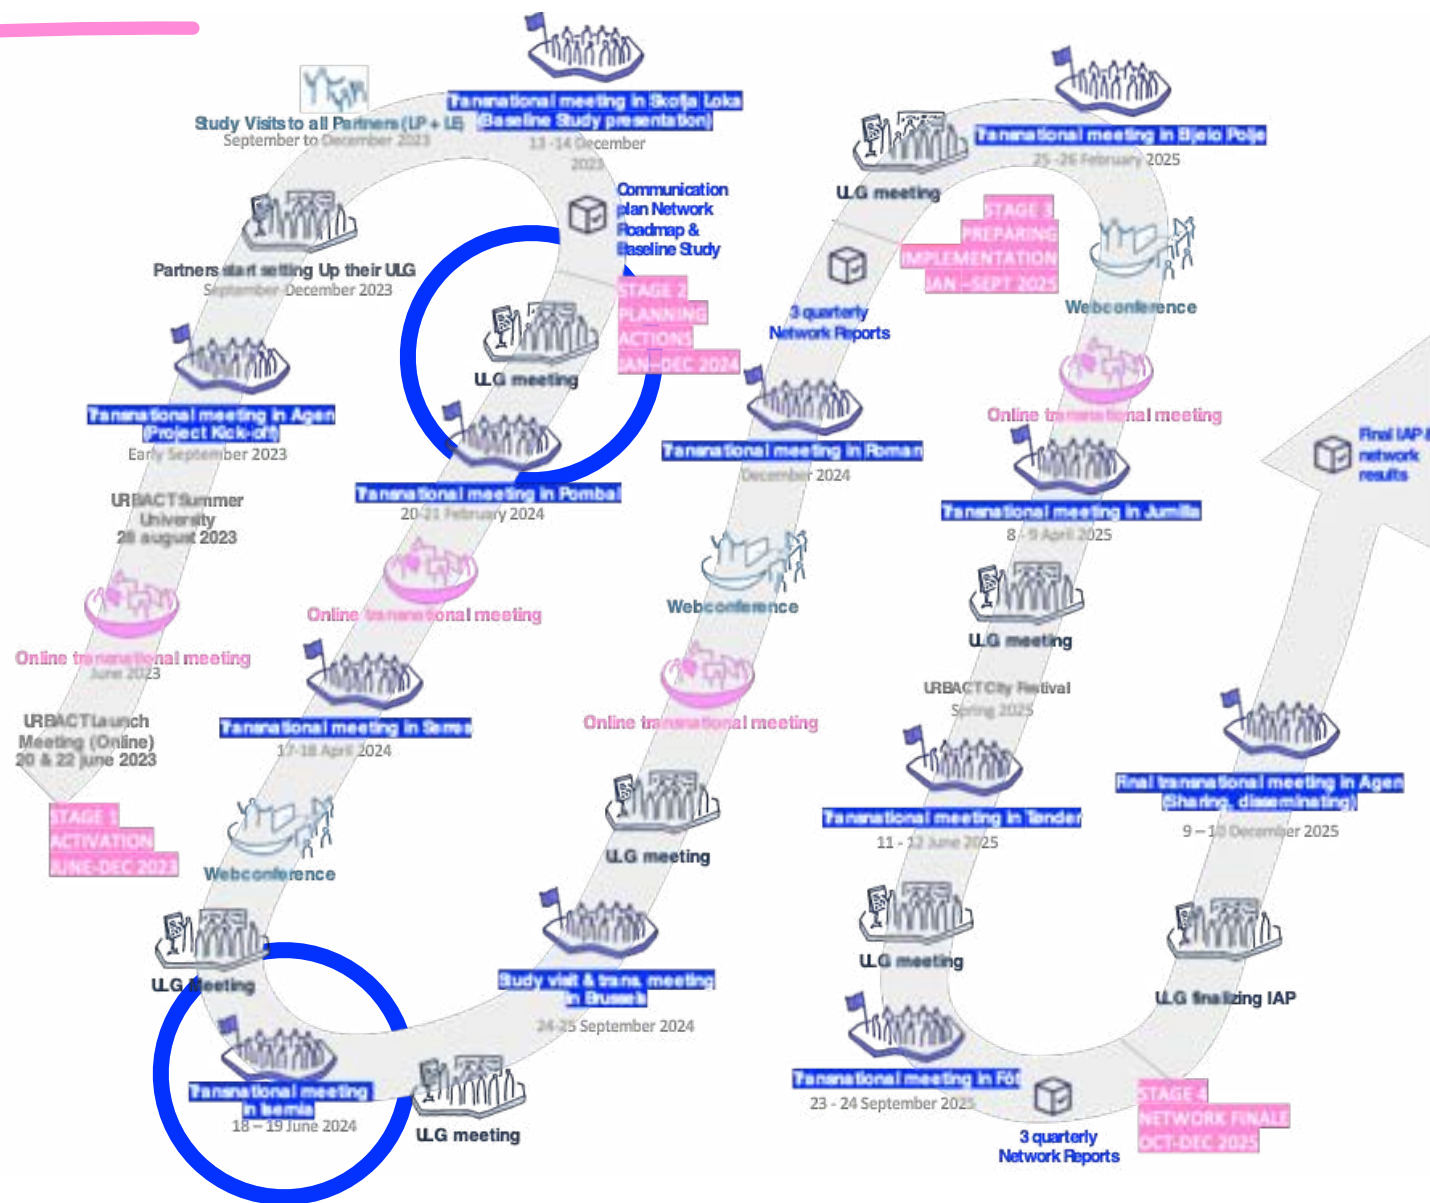 URBACT Launch
Meeting (Online)
20 & 22 june 2023
STAGE 1
ACTIVATION
JUNE-DEC 2023
Online transnational meeting
June 2023
URBACT Summer
University
28 august 2023
Transnational meeting in Agen
(Project Kick-off)
Early September 2023
Partners start setting Up their ULG
September-December 2023
Study Visits to all Partners (LP + LE)
September to December 2023
Transnational meeting in Skofja Loka
(Baseline Study presentation)
13 -14 December
2023
Communication
plan Network
Roadmap &
Baseline Study
STAGE 2
PLANNING
ACTIONS
JAN–DEC 2024
ULG meeting
Transnational meeting in Pombal
20-21 February 2024
Online transnational meeting
Transnational meeting in Serres
17-18 April 2024
Webconference
ULG Meeting
Transnational meeting
in Isernia
18 – 19 June 2024
ULG meeting
Study visit & trans. meeting
in Brussels
24-25 September 2024
ULG meeting
Online transnational meeting
Webconference
Transnational meeting in Roman
December 2024
3 quarterly
Network Reports
ULG meeting
STAGE 3
PREPARING
IMPLEMENTATION
JAN –SEPT 2025
Transnational meeting in Bjelo Polje
25 -26 February 2025
Webconference
Online transnational meeting
Transnational meeting in Jumilla
8 - 9 April 2025
ULG meeting
URBACT City Festival
Spring 2025
Transnational meeting in Tønder
11 - 12 June 2025
ULG meeting
Transnational meeting in Fót
23 - 24 September 2025
3 quarterly
Network Reports
STAGE 4
NETWORK FINALE
OCT-DEC 2025
ULG finalizing IAP
Final transnational meeting in Agen
(Sharing, disseminating)
9 – 10 December 2025
Final IAP &
network
results